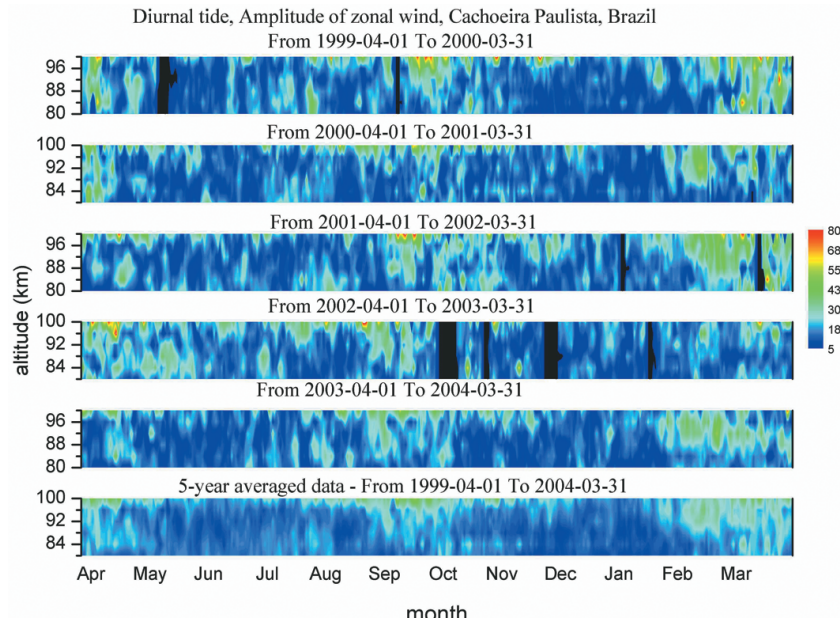 Diurnal tide, Amplitude of zonal wind, Cachoeira Paulista, Brazil
From 1999-04-01 To 2000-03-31
96
88
80
From 2000-04-01 To 2001-03-31
100
92
84
From 2001-04-01 To 2002-03-31
96
88
80
From 2002-04-01 To 2003-03-31
100
92
84
From 2003-04-01 To 2004-03-31
96
88
80
5-year averaged data - From 1999-04-01 To 2004-03-31
100
92
84
altitude (km)
80
68
55
43
30
18
5
Apr May Jun Jul Aug Sep Oct Nov Dec Jan Feb Mar
month